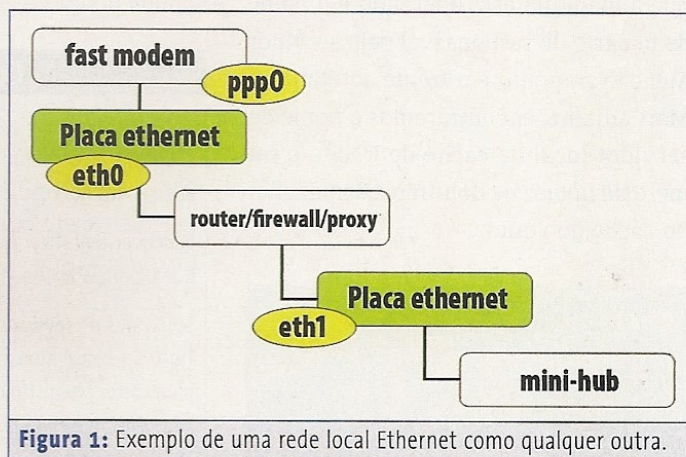 fast modem
ppp0
Placa ethernet
eth0
router/firewall/proxy
Placa ethernet
eth1
mini-hub
Figura 1: Exemplo de uma rede local Ethernet como qualquer outra.